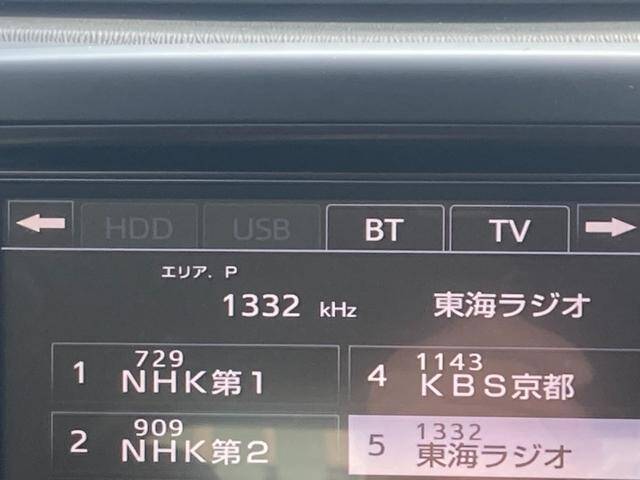 HDD USB BT TV
エリア. P
1332 kHz 東海ラジオ
1 729 NHK第1
4 1143 KBS京都
2 909 NHK第2
5 1332 東海ラジオ